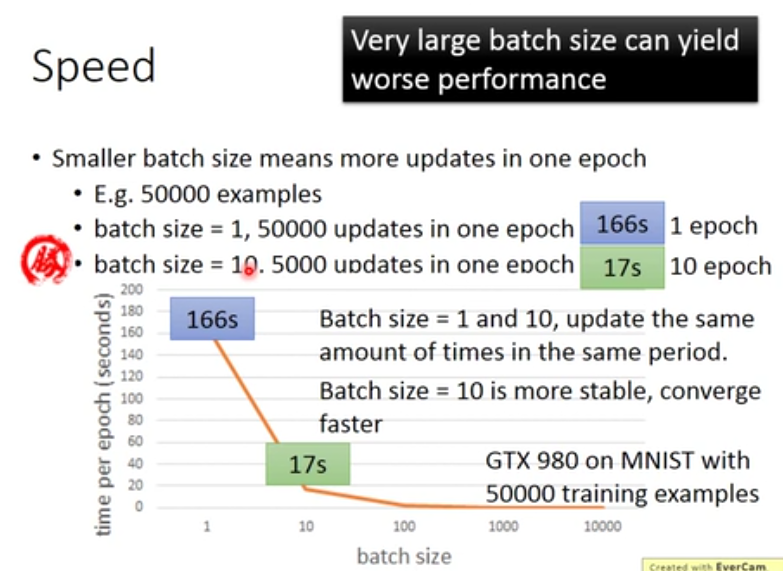 Speed
Very large batch size can yield
worse performance
• Smaller batch size means more updates in one epoch
• E.g. 50000 examples
• batch size = 1, 50000 updates in one epoch 166s 1 epoch
勝 • batch size = 10. 5000 updates in one epoch 17s 10 epoch
time per epoch (seconds)
200
180
160
140
120
100
80
60
40
20
0
166s
17s
Batch size = 1 and 10, update the same
amount of times in the same period.
Batch size = 10 is more stable, converge
faster
GTX 980 on MNIST with
50000 training examples
1 10 100 1000 10000
batch size
Created with EverCam